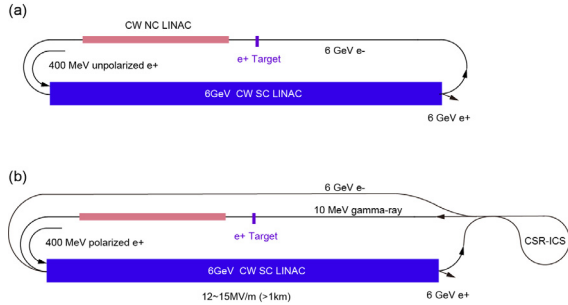 (a)
CW NC LINAC
6 GeV e-
e+ Target
400 MeV unpolarized e+
6GeV CW SC LINAC
6 GeV e+
(b)
6 GeV e-
10 MeV gamma-ray
e+ Target
400 MeV polarized e+
CSR-ICS
6GeV CW SC LINAC
6 GeV e+
12~15MV/m (>1km)